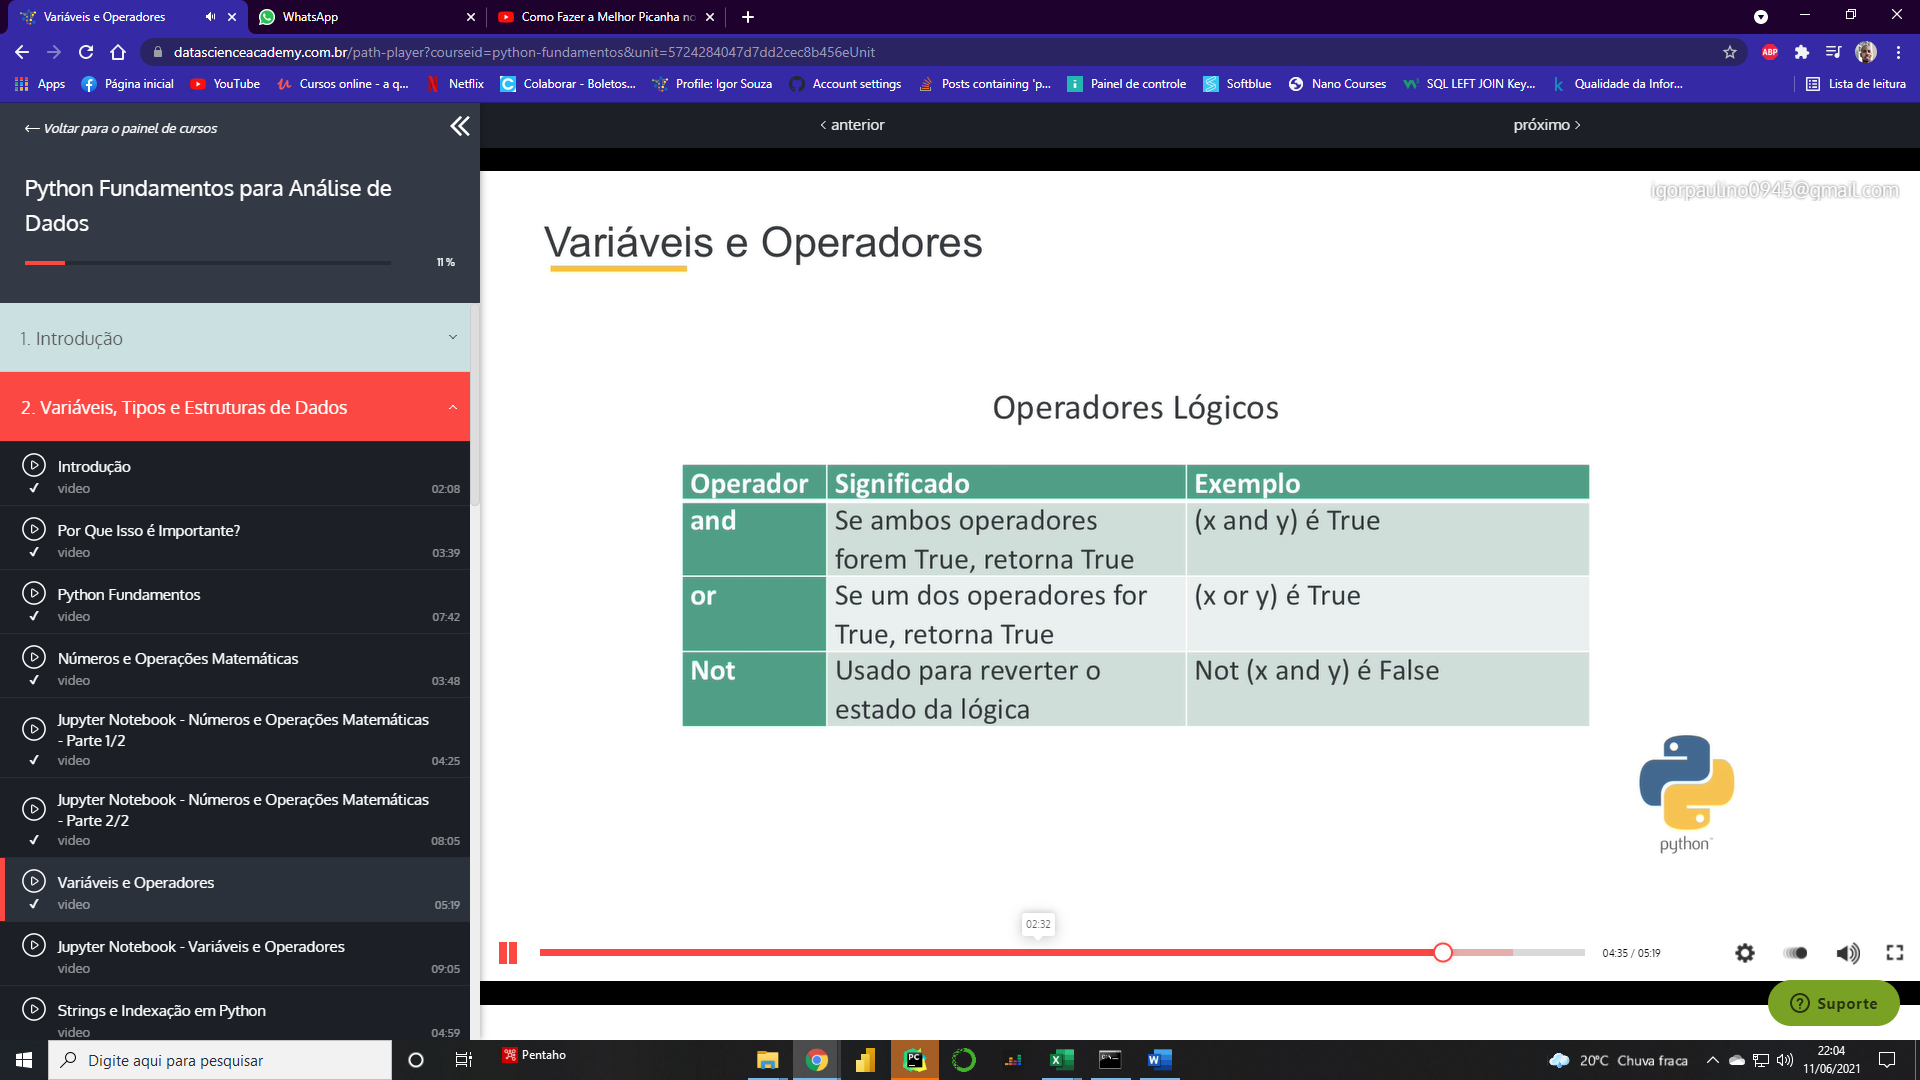 Variáveis e Operadores
WhatsApp
Como Fazer a Melhor Picanha no
datascienceacademy.com.br/path-player?courseid=python-fundamentos&unit=5724284047d7dd2cec8b456eUnit
ABP
Apps
Página inicial
YouTube
Cursos online - a q...
Netflix
Colaborar - Boletos...
Profile: Igor Souza
Account settings
Posts containing 'p...
Painel de controle
Softblue
Nano Courses
SQL LEFT JOIN Key...
Qualidade da Infor...
Lista de leitura
Voltar para o painel de cursos
anterior
próximo
Python Fundamentos para Análise de
Dados
11 %
igorpaulino0945@gmail.com
1. Introdução
2. Variáveis, Tipos e Estruturas de Dados
Introdução
video 02:08
Por Que Isso é Importante?
video 03:39
Python Fundamentos
video 07:42
Números e Operações Matemáticas
video 03:48
Jupyter Notebook - Números e Operações Matemáticas
- Parte 1/2
video 04:25
Jupyter Notebook - Números e Operações Matemáticas
- Parte 2/2
video 08:05
Variáveis e Operadores
video 05:19
Jupyter Notebook - Variáveis e Operadores
video 09:05
Strings e Indexação em Python
video 04:59
Variáveis e Operadores
Operadores Lógicos
Operador Significado Exemplo
and Se ambos operadores (x and y) é True
forem True, retorna True
or Se um dos operadores for (x or y) é True
True, retorna True
Not Usado para reverter o Not (x and y) é False
estado da lógica
python
02:32
04:35 / 05:19
Suporte
Digite aqui para pesquisar
Pentaho
20°C Chuva fraca
22:04
11/06/2021